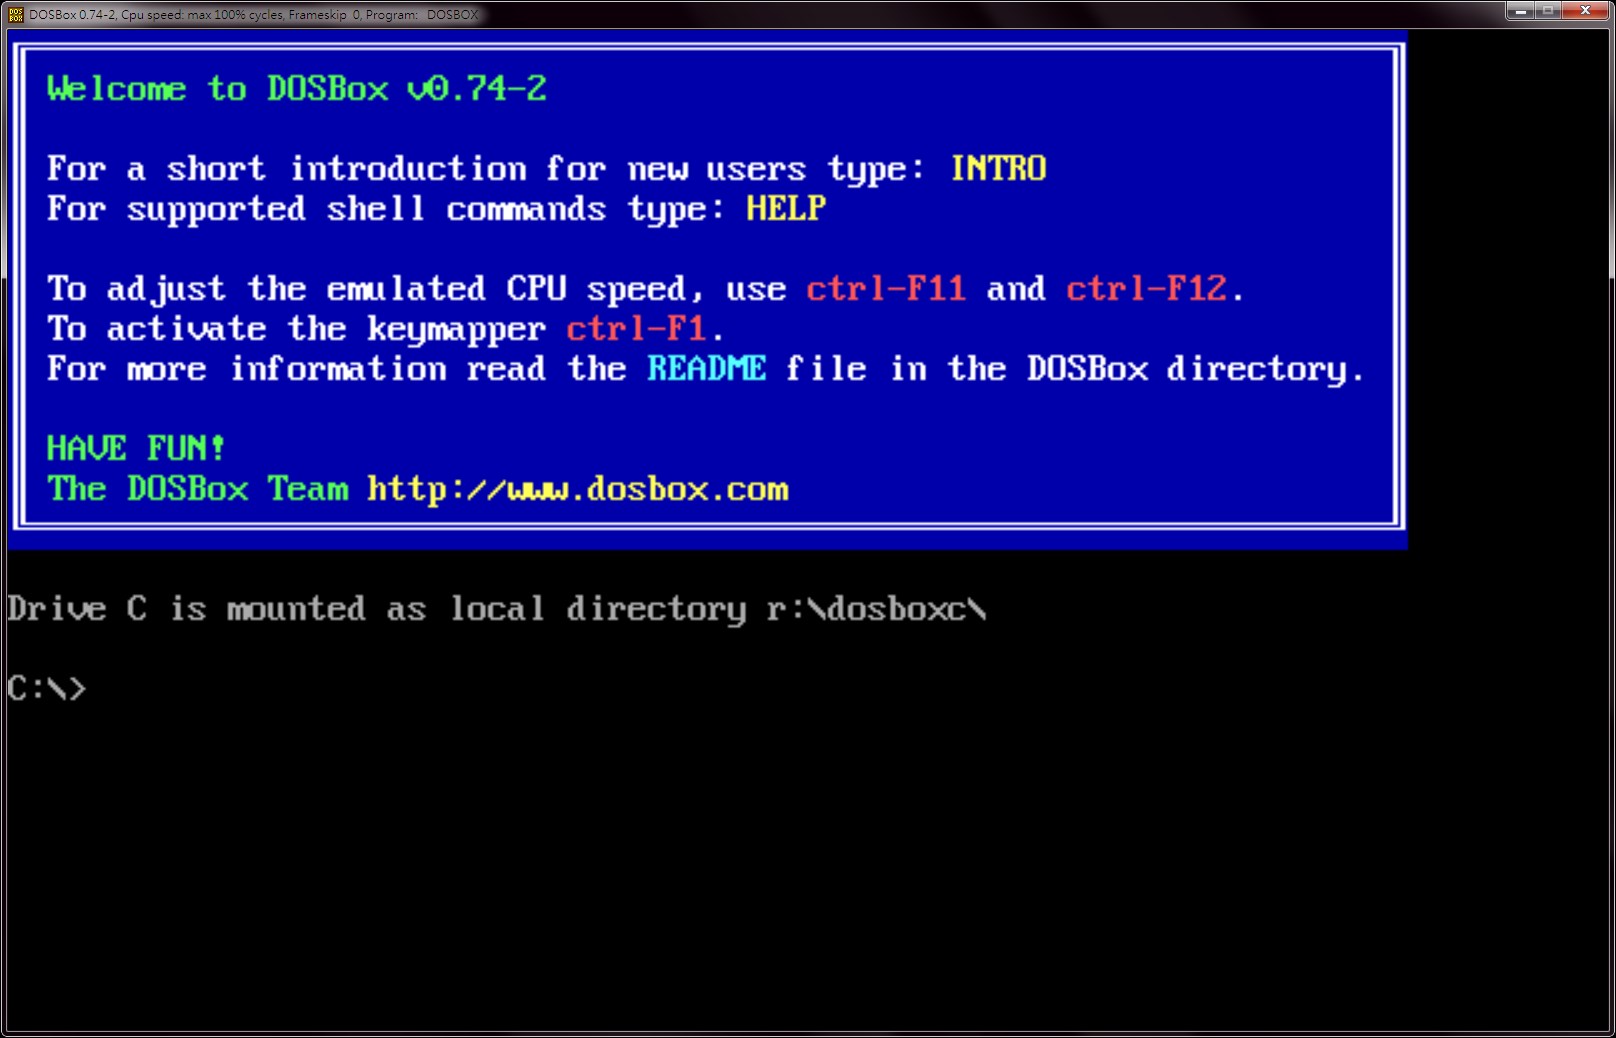 DOSBox 0.74-2, Cpu speed: max 100% cycles, Frameskip  0, Program:   DOSBOX
Welcome to DOSBox v0.74-2
For a short introduction for new users type: INTRO
For supported shell commands type: HELP
To adjust the emulated CPU speed, use ctrl-F11 and ctrl-F12.
To activate the keymapper ctrl-F1.
For more information read the README file in the DOSBox directory.
HAVE FUN!
The DOSBox Team http://www.dosbox.com
Drive C is mounted as local directory r:\dosboxc\
C:\>